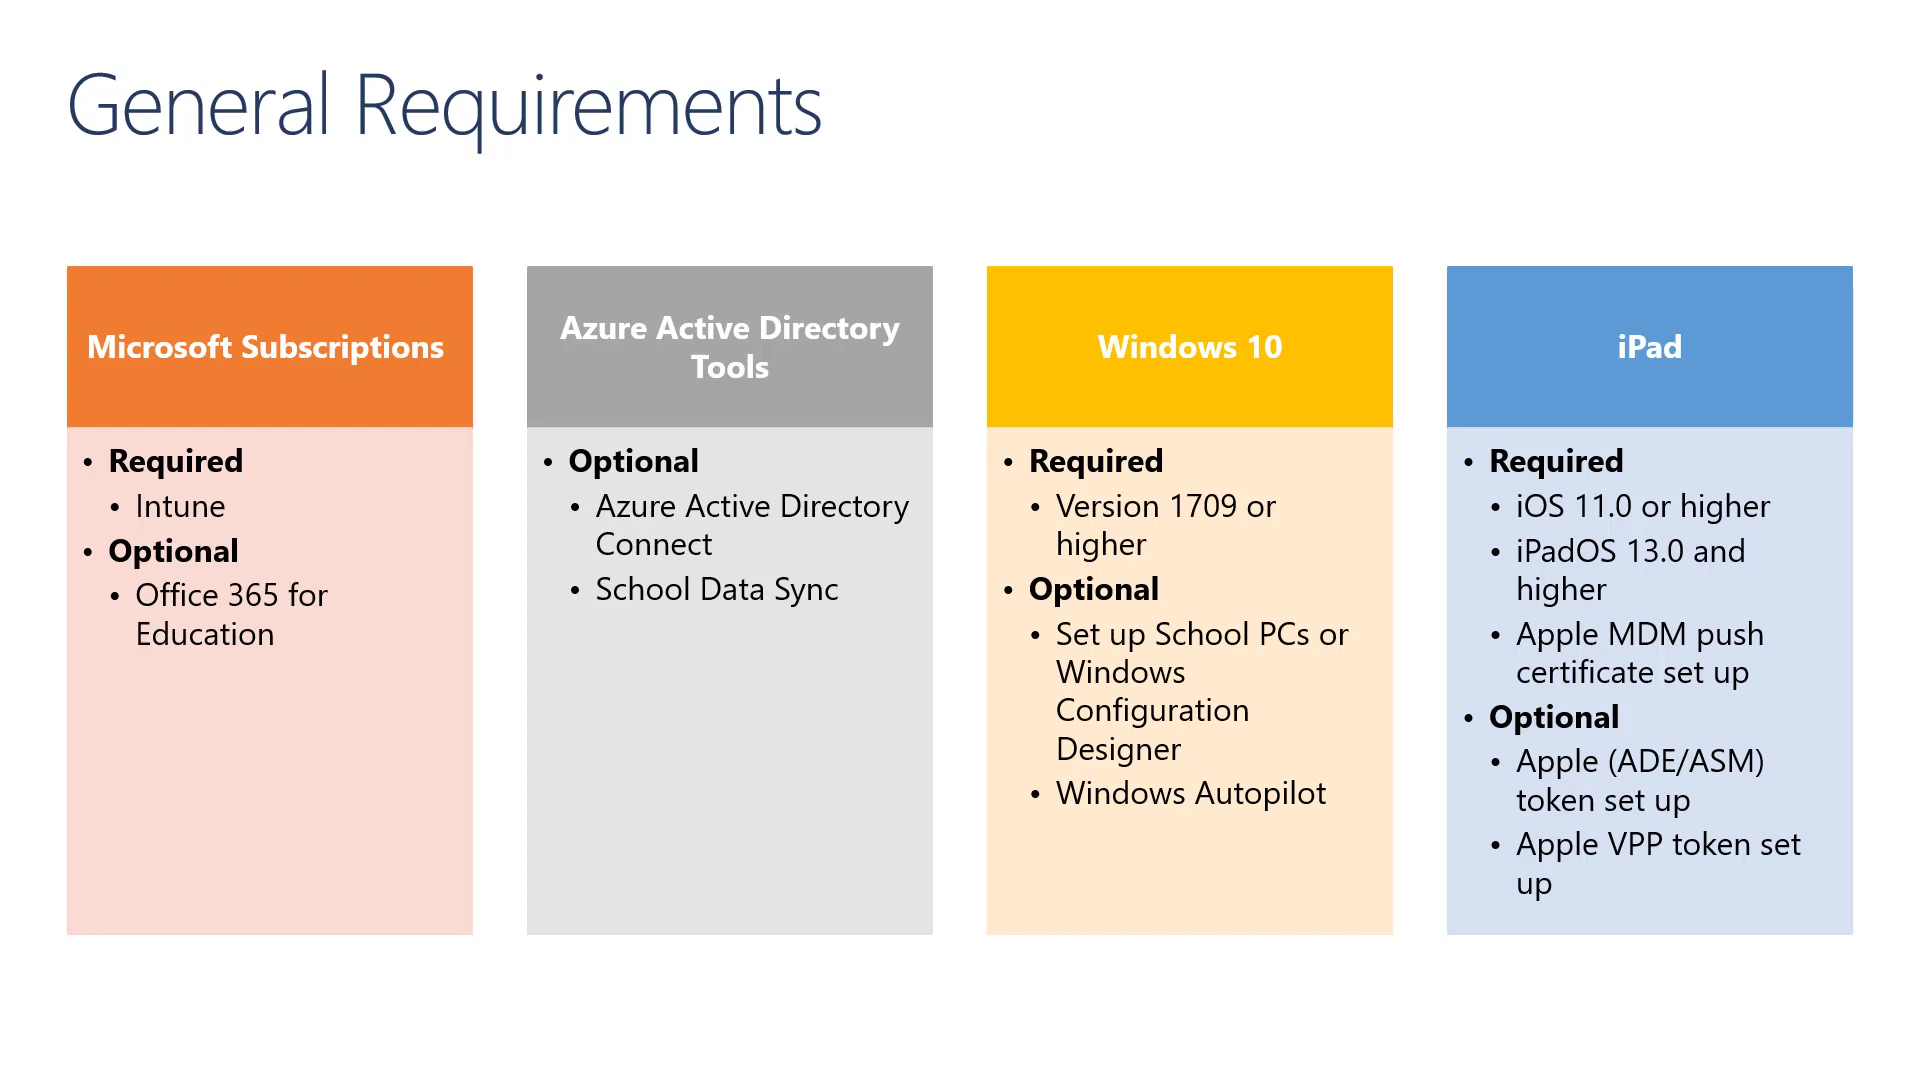 General Requirements
Microsoft Subscriptions
• Required
• Intune
• Optional
• Office 365 for
Education
Azure Active Directory
Tools
• Optional
• Azure Active Directory
Connect
• School Data Sync
Windows 10
• Required
• Version 1709 or
higher
• Optional
• Set up School PCs or
Windows
Configuration
Designer
• Windows Autopilot
iPad
• Required
• iOS 11.0 or higher
• iPadOS 13.0 and
higher
• Apple MDM push
certificate set up
• Optional
• Apple (ADE/ASM)
token set up
• Apple VPP token set
up